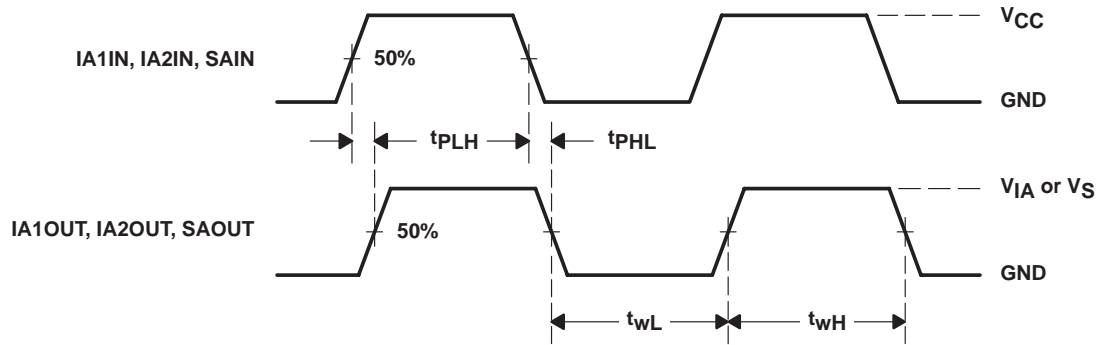 VCC
IA1IN, IA2IN, SAIN
50%
GND
tPLH
tPHL
VIA or VS
IA1OUT, IA2OUT, SAOUT
50%
GND
twL
twH